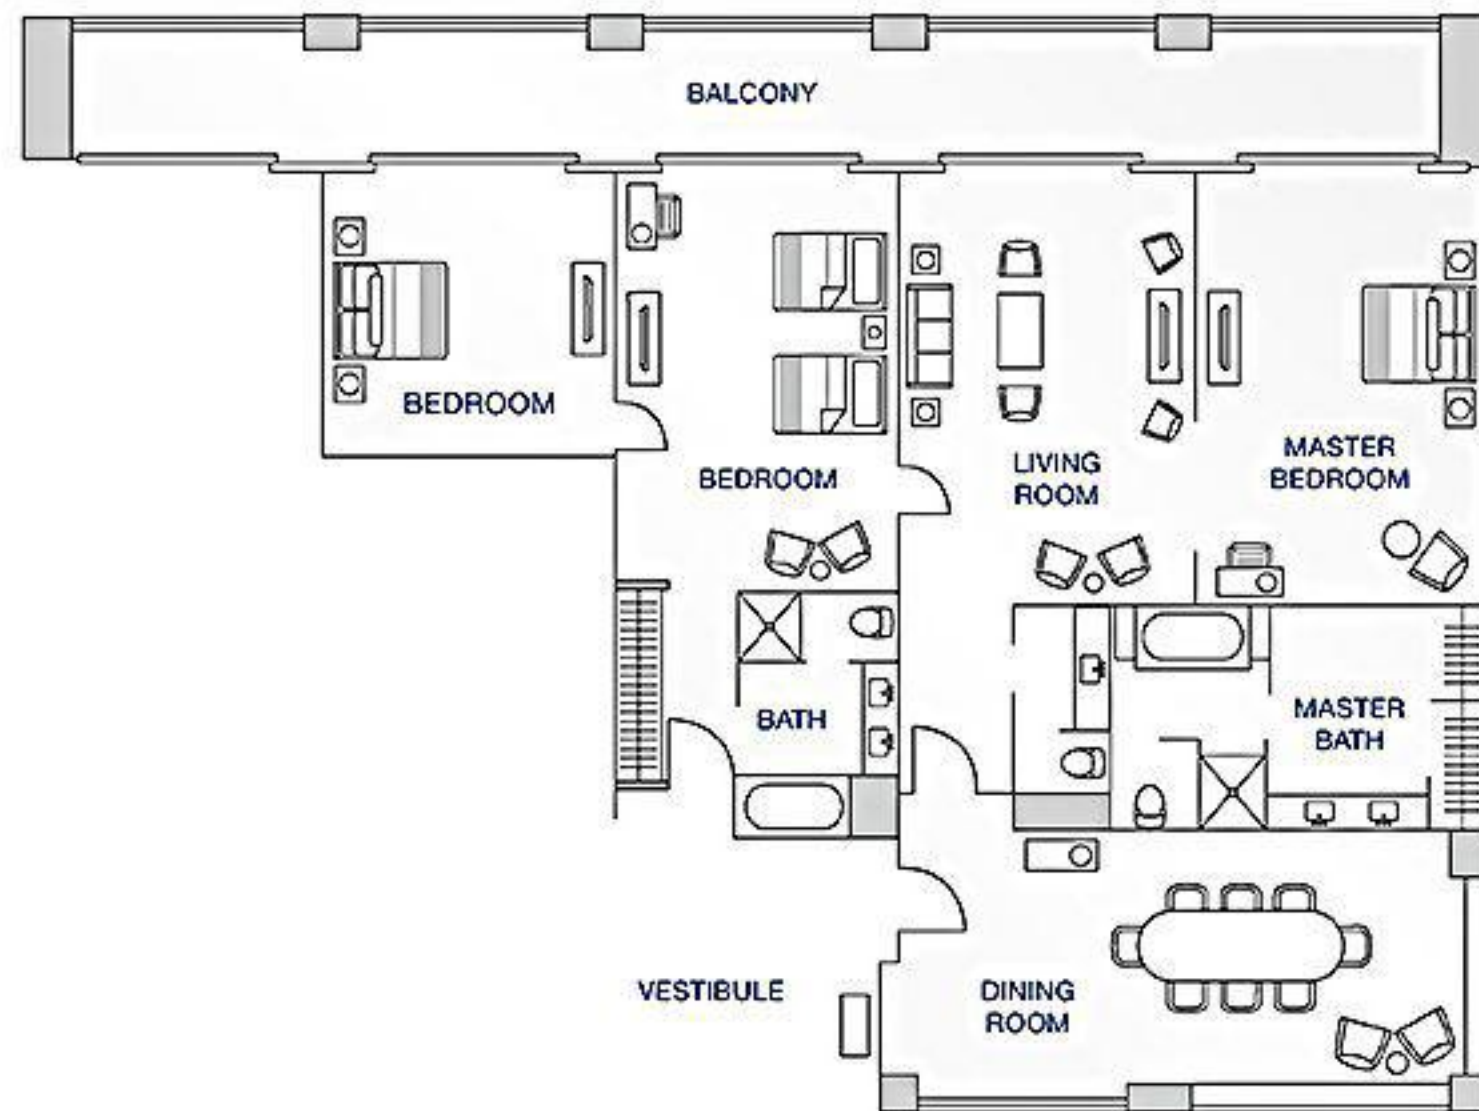 BALCONY
BEDROOM
BEDROOM
LIVING
ROOM
MASTER
BEDROOM
BATH
MASTER
BATH
VESTIBULE
DINING
ROOM